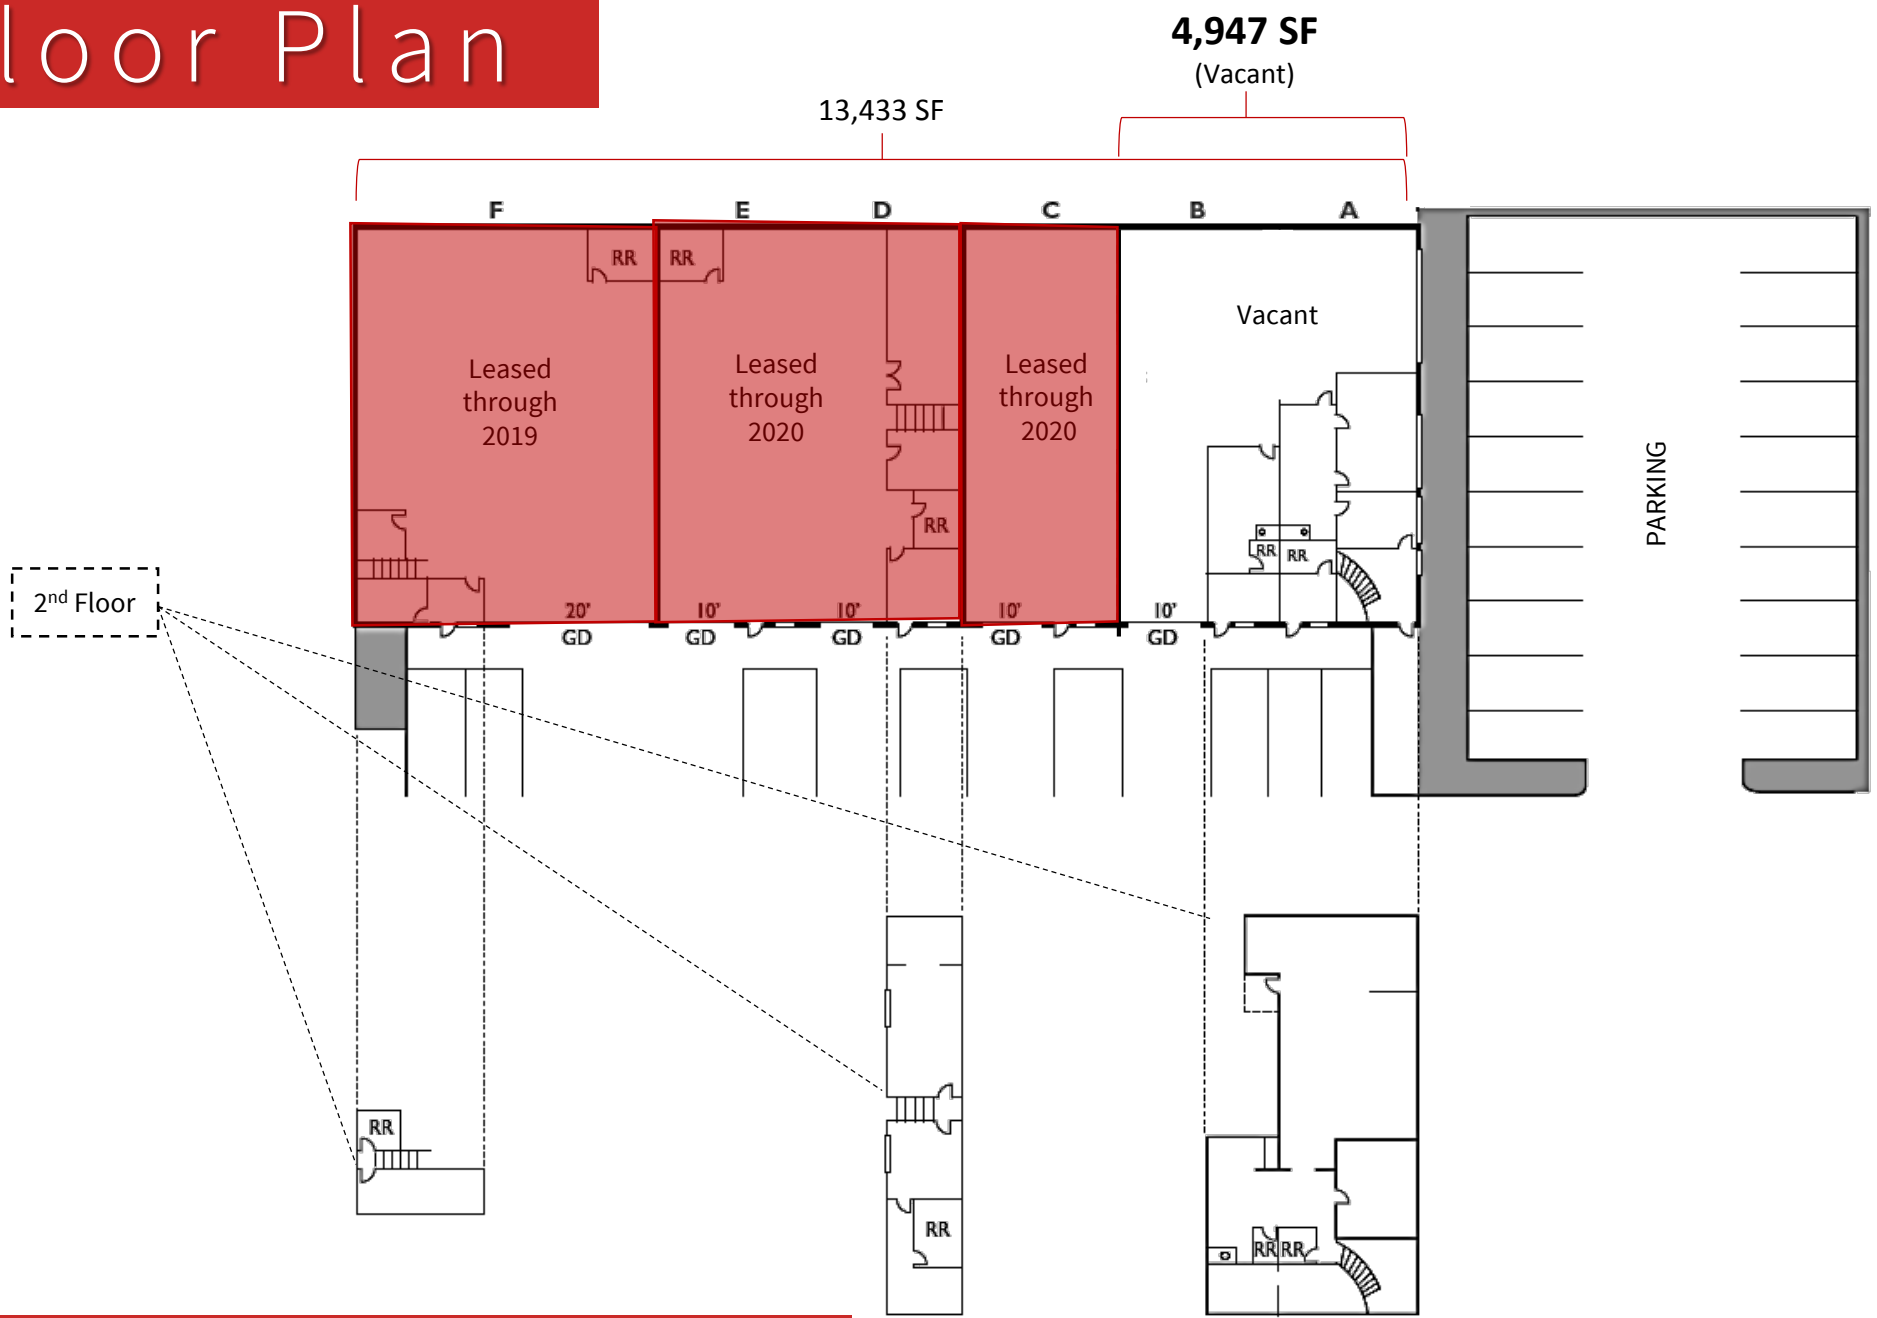 loor Plan
4,947 SF
(Vacant)
13,433 SF
F
E
D
C
B
A
RR
RR
Vacant
Leased
through
2019
Leased
through
2020
Leased
through
2020
PARKING
RR
RR
RR
2nd Floor
20'
10'
10'
10'
10'
GD
GD
GD
GD
GD
RR
RR
RR
RR